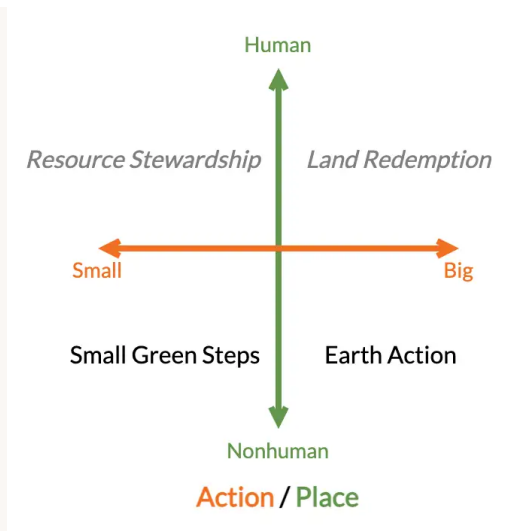 Human
Resource Stewardship
Land Redemption
Small
Big
Small Green Steps
Earth Action
Nonhuman
Action / Place